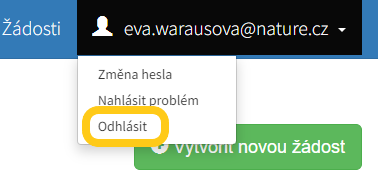 Žádosti eva.warausova@nature.cz
Změna hesla
Nahlásit problém
Odhlásit
Vytvořit novou žádost